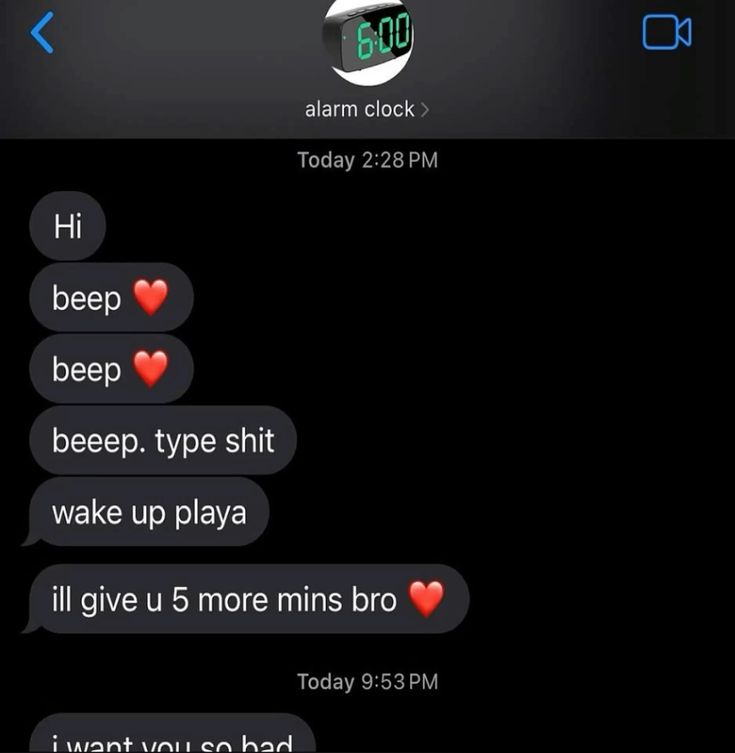 6:00
alarm clock
Today 2:28 PM
Hi
beep ❤️
beep ❤️
beeep. type shit
wake up playa
ill give u 5 more mins bro ❤️
Today 9:53 PM
i want you so bad